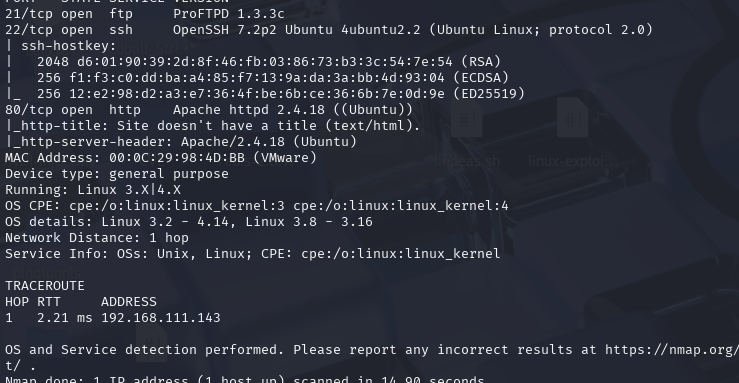 PORT   STATE SERVICE VERSION
21/tcp open  ftp     ProFTPD 1.3.3c
22/tcp open  ssh     OpenSSH 7.2p2 Ubuntu 4ubuntu2.2 (Ubuntu Linux; protocol 2.0)
| ssh-hostkey:
|   2048 d6:01:90:39:2d:8f:46:fb:03:86:73:b3:3c:54:7e:54 (RSA)
|   256 f1:f3:c0:dd:ba:a4:85:f7:13:9a:da:3a:bb:4d:93:04 (ECDSA)
|_  256 12:e2:98:d2:a3:e7:36:4f:be:6b:ce:36:6b:7e:0d:9e (ED25519)
80/tcp open  http    Apache httpd 2.4.18 ((Ubuntu))
|_http-title: Site doesn't have a title (text/html).
|_http-server-header: Apache/2.4.18 (Ubuntu)
MAC Address: 00:0C:29:98:4D:BB (VMware)
Device type: general purpose
Running: Linux 3.X|4.X
OS CPE: cpe:/o:linux:linux_kernel:3 cpe:/o:linux:linux_kernel:4
OS details: Linux 3.2 - 4.14, Linux 3.8 - 3.16
Network Distance: 1 hop
Service Info: OSs: Unix, Linux; CPE: cpe:/o:linux:linux_kernel
TRACEROUTE
HOP RTT     ADDRESS
1   2.21 ms 192.168.111.143
OS and Service detection performed. Please report any incorrect results at https://nmap.org/
t/ .
Nmap done: 1 IP address (1 host up) scanned in 14.90 seconds
linpeas.sh
linux-exploi...